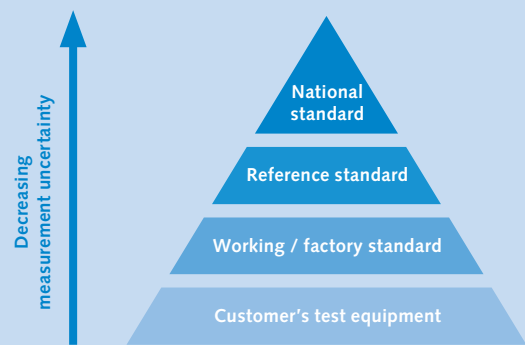 Decreasing
measurement uncertainty
National
standard
Reference standard
Working / factory standard
Customer's test equipment